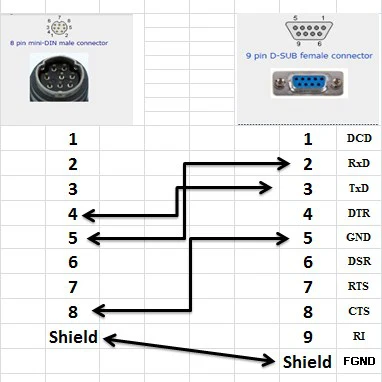 8 pin mini-DIN male connector
9 pin D-SUB female connector
5 1
9 6
1 1 DCD
2 2 RxD
3 3 TxD
4 4 DTR
5 5 GND
6 6 DSR
7 7 RTS
8 8 CTS
Shield 9 RI
Shield FGND